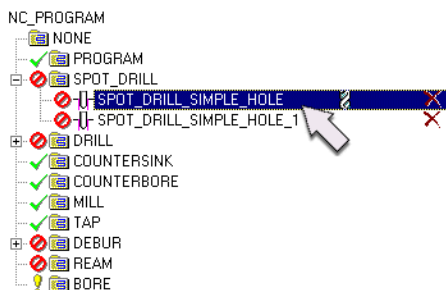 NC_PROGRAM
NONE
PROGRAM
SPOT_DRILL
SPOT_DRILL_SIMPLE_HOLE
SPOT_DRILL_SIMPLE_HOLE_1
DRILL
COUNTERSINK
COUNTERBORE
MILL
TAP
DEBUR
REAM
BORE